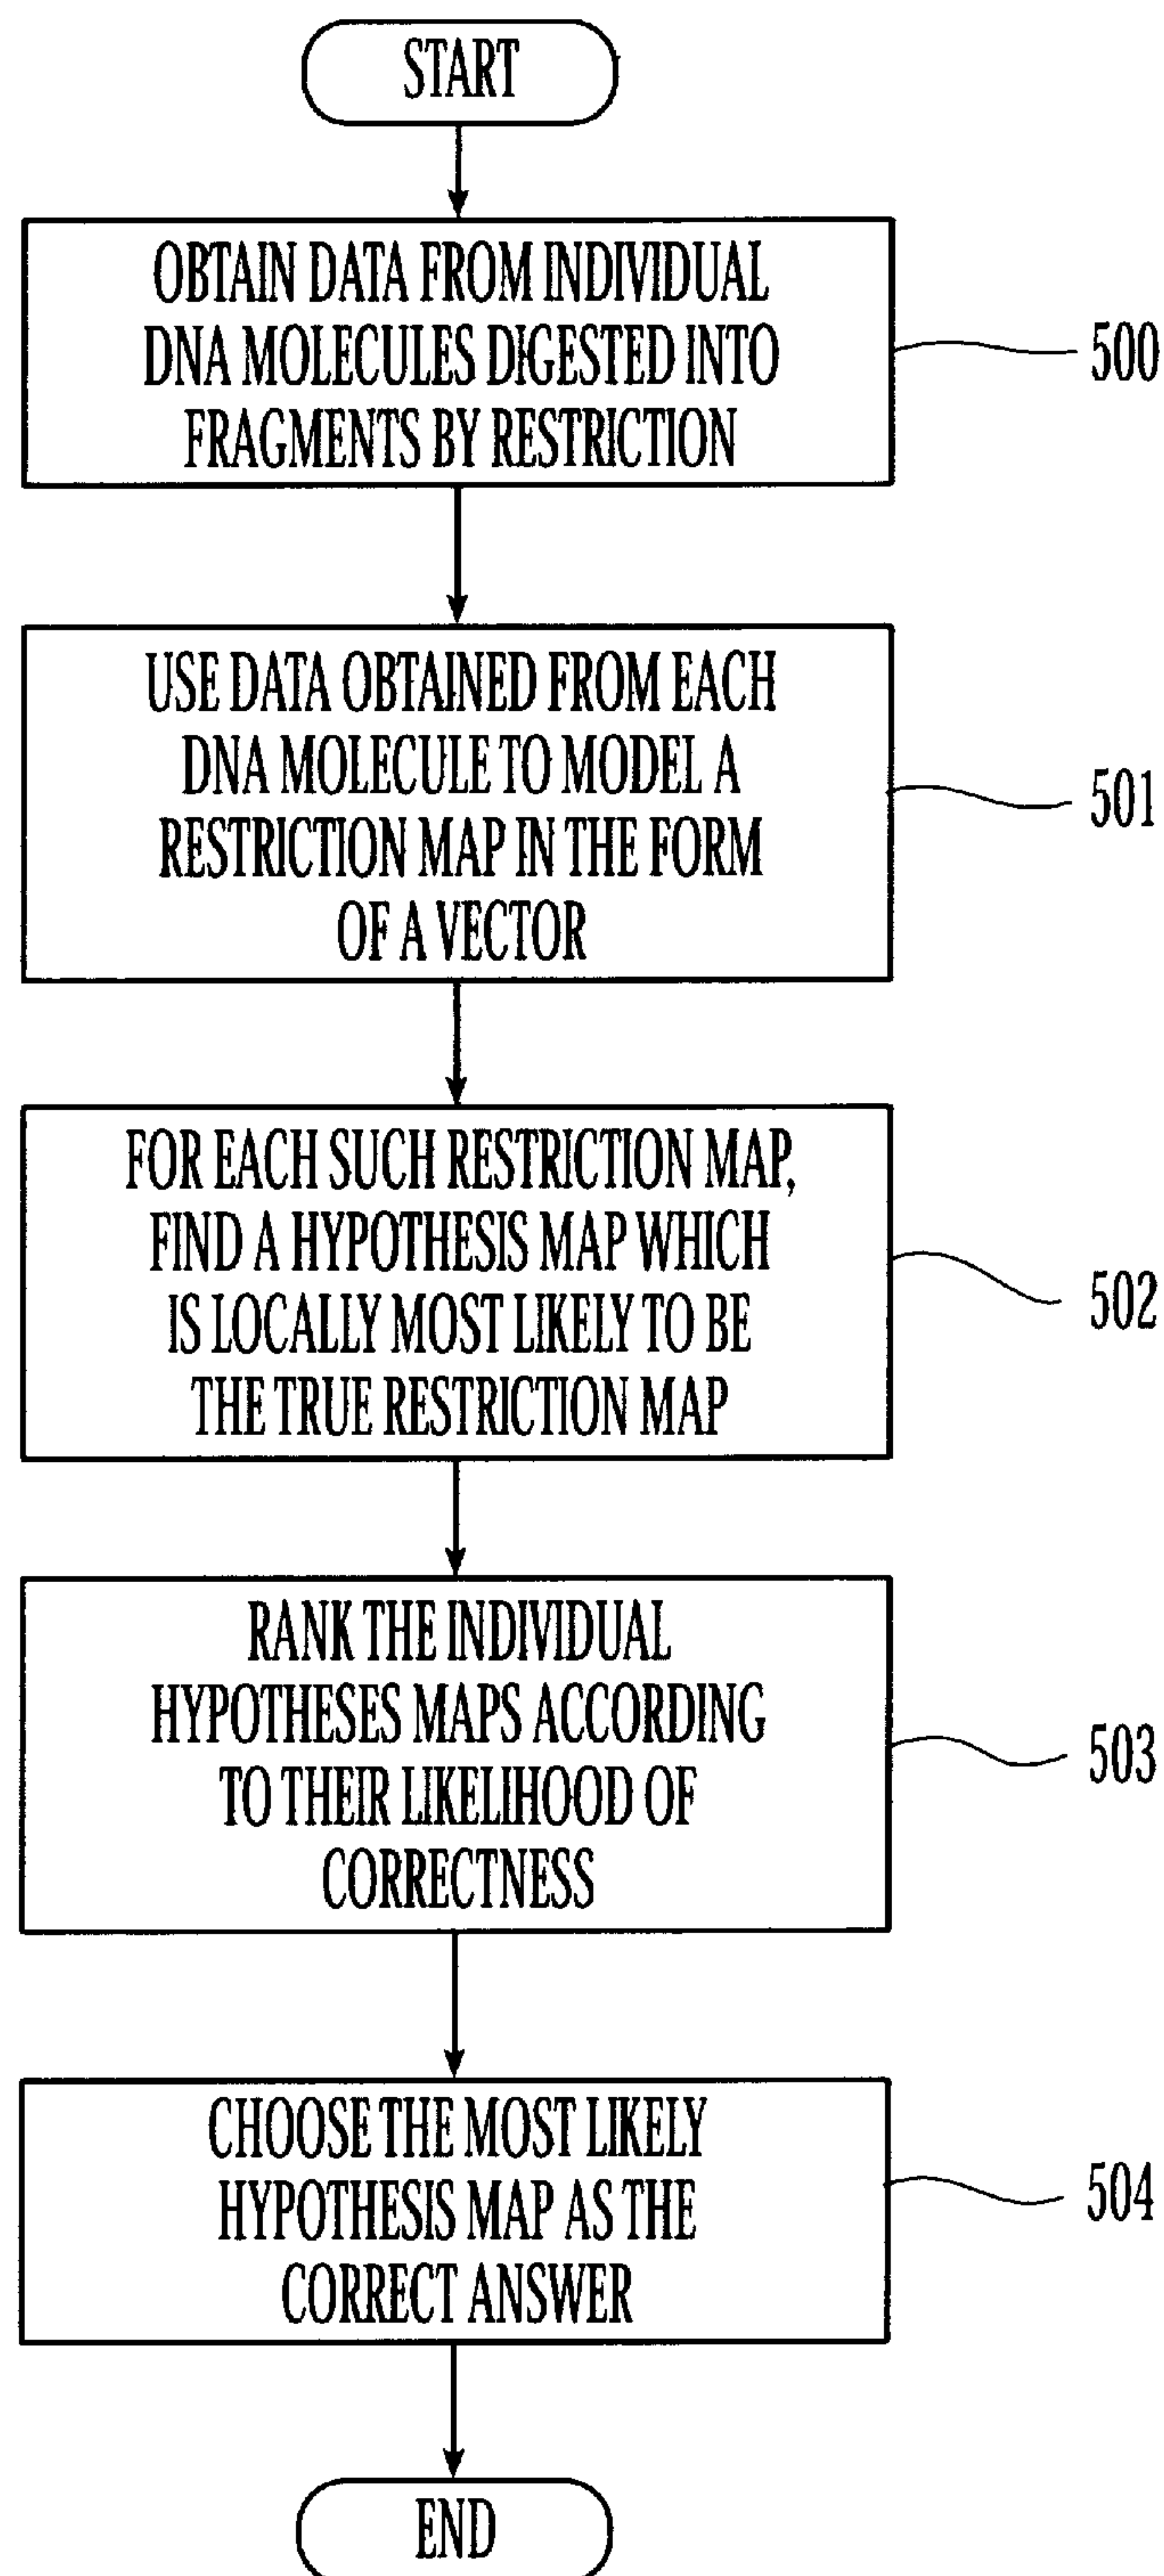 START
OBTAIN DATA FROM INDIVIDUAL
DNA MOLECULES DIGESTED INTO
FRAGMENTS BY RESTRICTION
500
USE DATA OBTAINED FROM EACH
DNA MOLECULE TO MODEL A
RESTRICTION MAP IN THE FORM
OF A VECTOR
501
FOR EACH SUCH RESTRICTION MAP,
FIND A HYPOTHESIS MAP WHICH
IS LOCALLY MOST LIKELY TO BE
THE TRUE RESTRICTION MAP
502
RANK THE INDIVIDUAL
HYPOTHESES MAPS ACCORDING
TO THEIR LIKELIHOOD OF
CORRECTNESS
503
CHOOSE THE MOST LIKELY
HYPOTHESIS MAP AS THE
CORRECT ANSWER
504
END